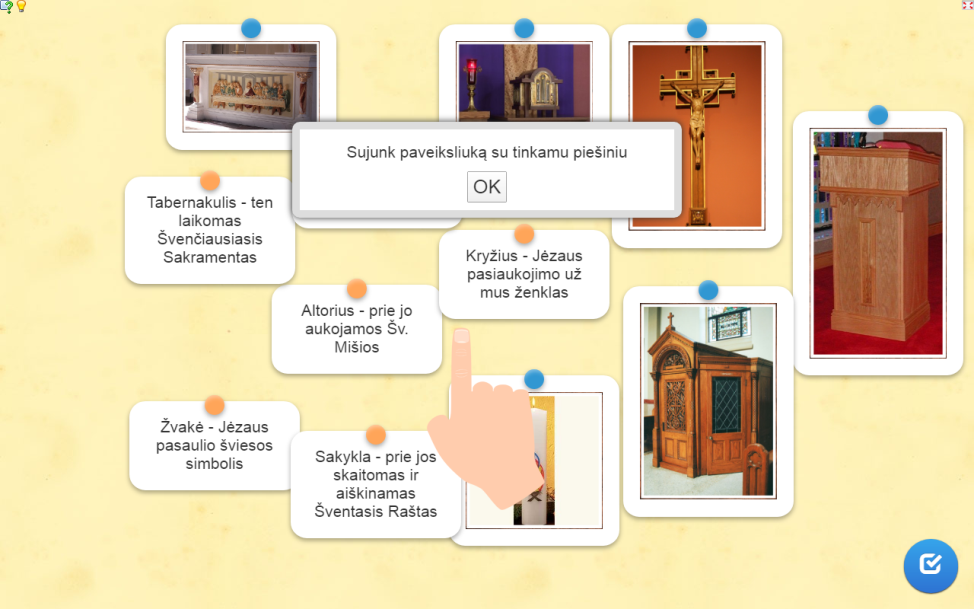 Sujunk paveiksliuką su tinkamu piešiniu
OK
Tabernakulis - ten
laikomas
Švenčiausiasis
Sakramentas
Kryžius - Jėzaus
pasiaukojimo už
mus ženklas
Altorius - prie jo
aukojamos Šv.
Mišios
Žvakė - Jėzaus
pasaulio šviesos
simbolis
Sakykla - prie jos
skaitomas ir
aiškinamas
Šventasis Raštas